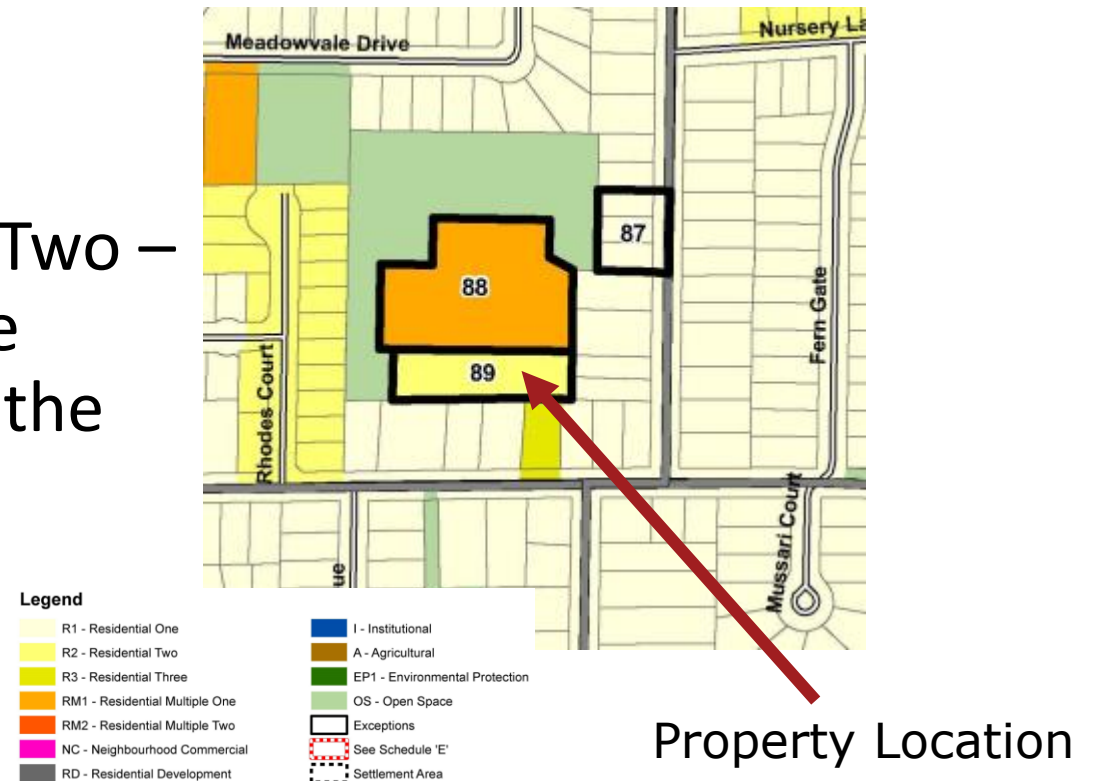 Two –
e
the
Meadowvale Drive
Nursery La
87
88
89
Fern Gate
Rhodes Court
Mussari Court
ue
Legend
R1 - Residential One
R2 - Residential Two
R3 - Residential Three
RM1 - Residential Multiple One
RM2 - Residential Multiple Two
NC - Neighbourhood Commercial
RD - Residential Development
I - Institutional
A - Agricultural
EP1 - Environmental Protection
OS - Open Space
Exceptions
See Schedule 'E'
Settlement Area
Property Location